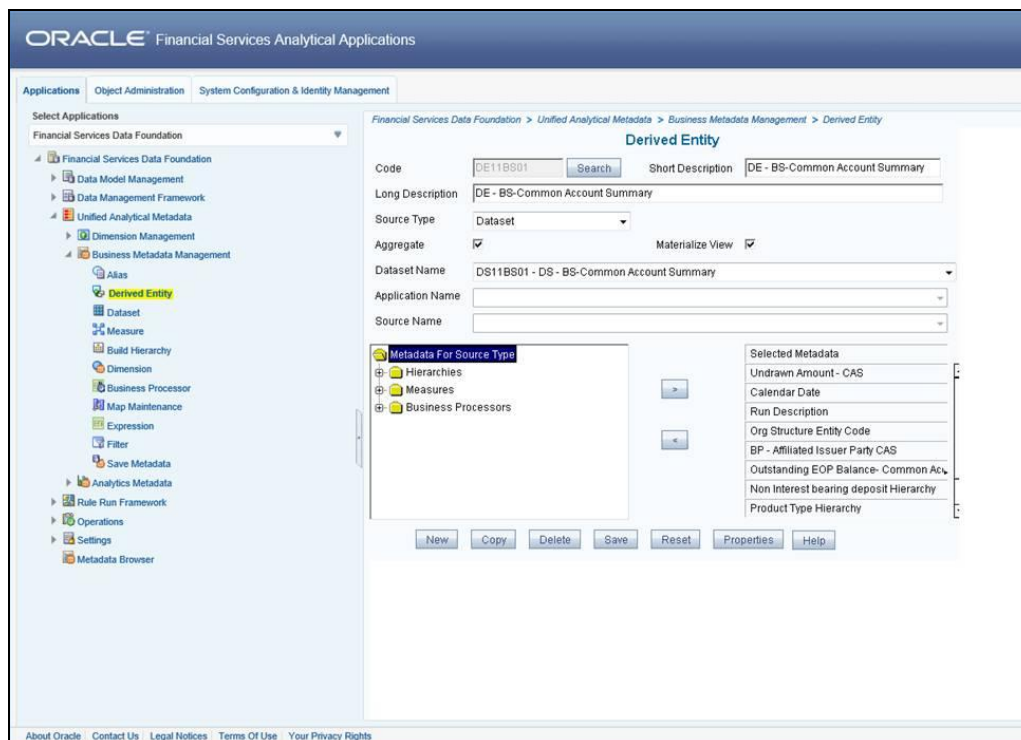 ORACLE® Financial Services Analytical Applications
Applications Object Administration System Configuration & Identity Management
Select Applications
Financial Services Data Foundation
Financial Services Data Foundation
Data Model Management
Data Management Framework
Unified Analytical Metadata
Dimension Management
Business Metadata Management
Alias
Derived Entity
Dataset
Measure
Build Hierarchy
Dimension
Business Processor
Map Maintenance
Expression
Filter
Save Metadata
Analytics Metadata
Rule Run Framework
Operations
Settings
Metadata Browser
Financial Services Data Foundation > Unified Analytical Metadata > Business Metadata Management > Derived Entity
Derived Entity
Code DE11BS01 Search Short Description DE - BS-Common Account Summary
Long Description DE - BS-Common Account Summary
Source Type Dataset
Aggregate Materialize View
Dataset Name DS11BS01 - DS - BS-Common Account Summary
Application Name
Source Name
Metadata For Source Type
Hierarchies
Measures
Business Processors
>
<
Selected Metadata
Undrawn Amount - CAS
Calendar Date
Run Description
Org Structure Entity Code
BP - Affiliated Issuer Party CAS
Outstanding EOP Balance- Common
Non Interest bearing deposit Hierarchy
Product Type Hierarchy
New Copy Delete Save Reset Properties Help
About Oracle Contact Us Legal Notices Terms Of Use Your Privacy Rights